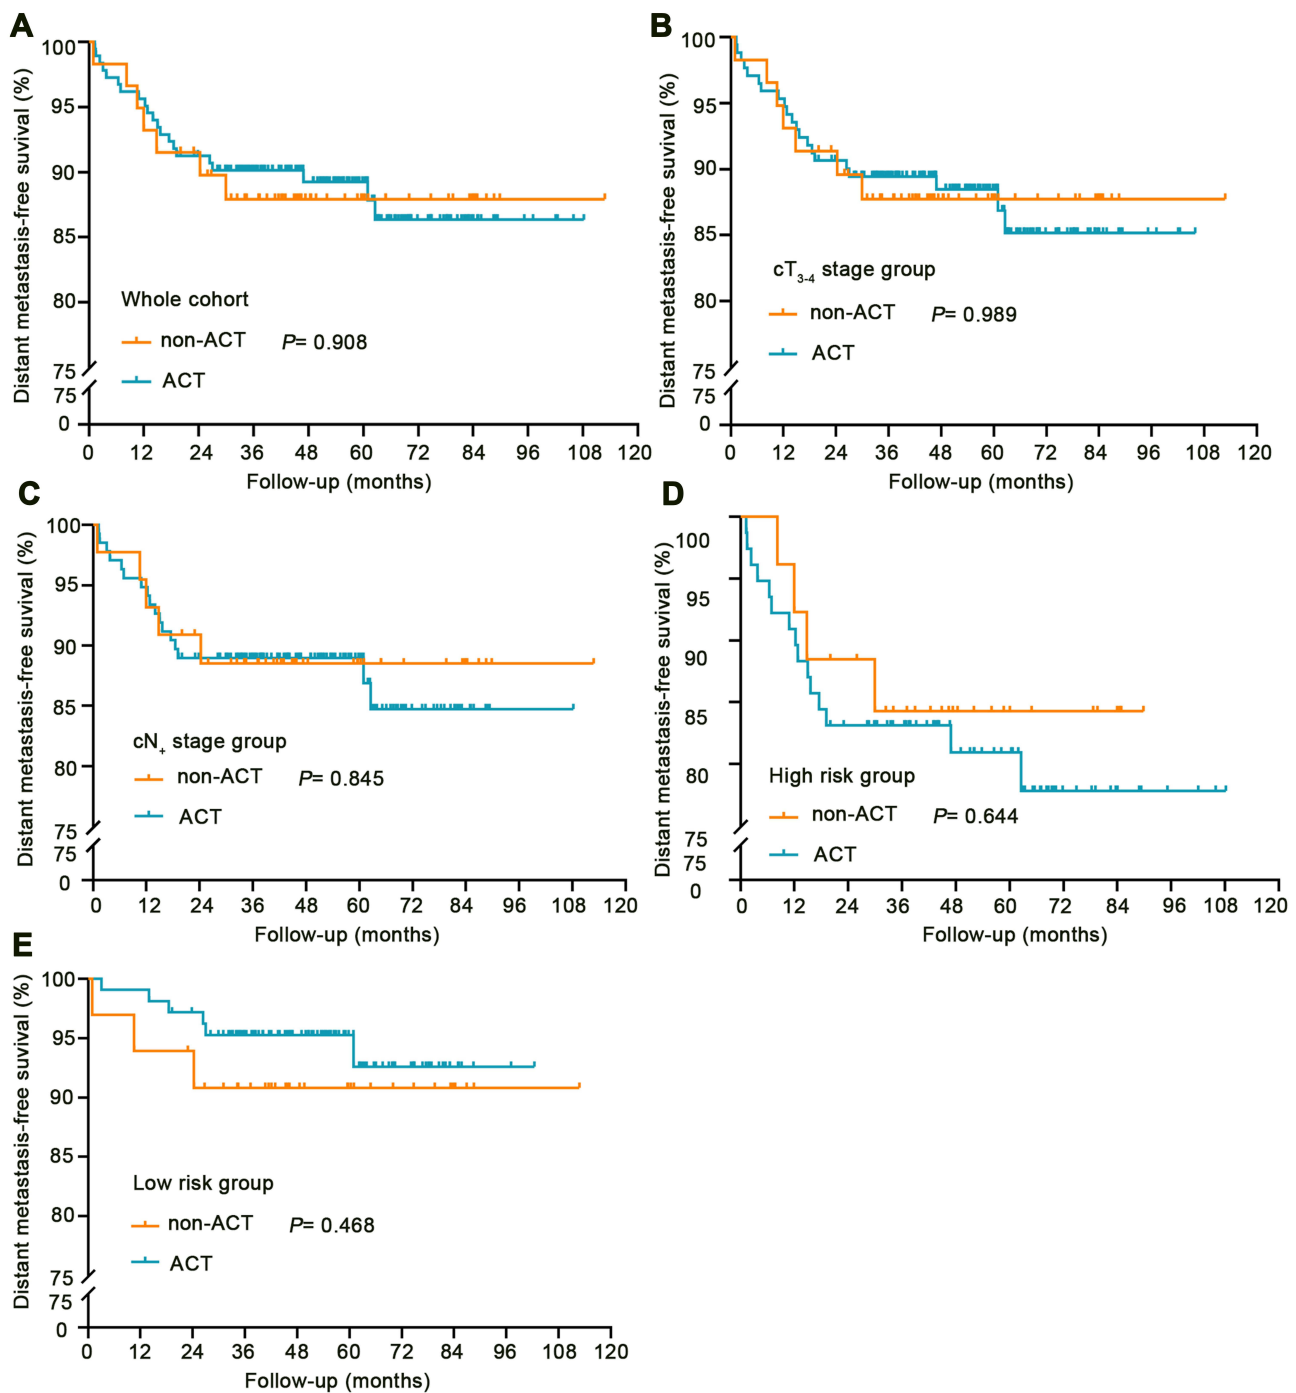 A
Distant metastasis-free suvival (%)
100
95
90
85
80
75
75
0
Whole cohort
non-ACT P= 0.908
ACT
0 12 24 36 48 60 72 84 96 108 120
Follow-up (months)
B
Distant metastasis-free suvival (%)
100
95
90
85
80
75
75
0
cT3-4 stage group
non-ACT P= 0.989
ACT
0 12 24 36 48 60 72 84 96 108 120
Follow-up (months)
C
Distant metastasis-free suvival (%)
100
95
90
85
80
75
75
0
cN+ stage group
non-ACT P= 0.845
ACT
0 12 24 36 48 60 72 84 96 108 120
Follow-up (months)
D
Distant metastasis-free suvival (%)
100
95
90
85
80
75
75
0
High risk group
non-ACT P= 0.644
ACT
0 12 24 36 48 60 72 84 96 108 120
Follow-up (months)
E
Distant metastasis-free suvival (%)
100
95
90
85
80
75
75
0
Low risk group
non-ACT P= 0.468
ACT
0 12 24 36 48 60 72 84 96 108 120
Follow-up (months)